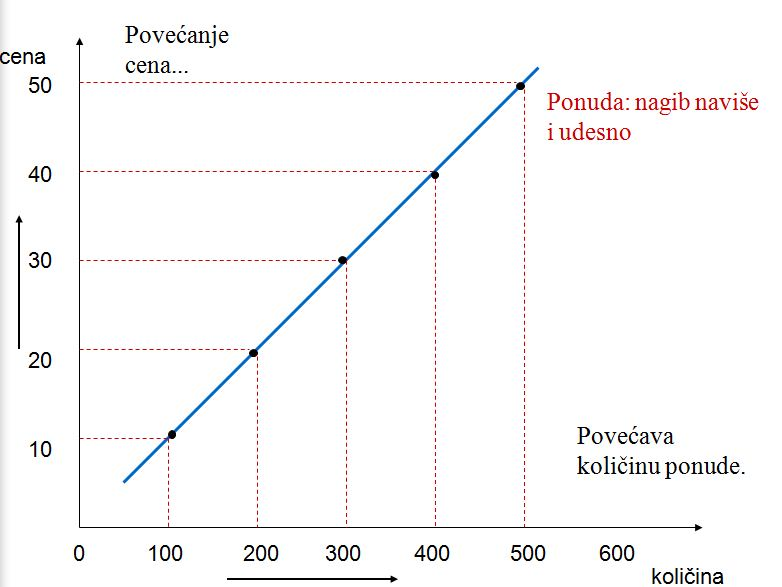 Povećanje
cena...
cena
50
Ponuda: nagib naviše
i udesno
40
30
20
10
Povećava
količinu ponude.
0 100 200 300 400 500 600
količina